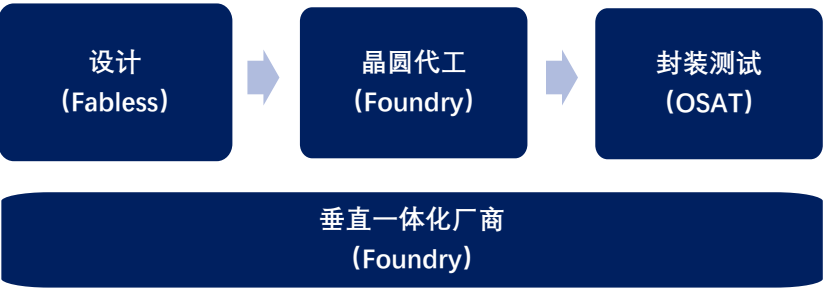 设计
（Fabless）
晶圆代工
（Foundry）
封装测试
（OSAT）
垂直一体化厂商
（Foundry）